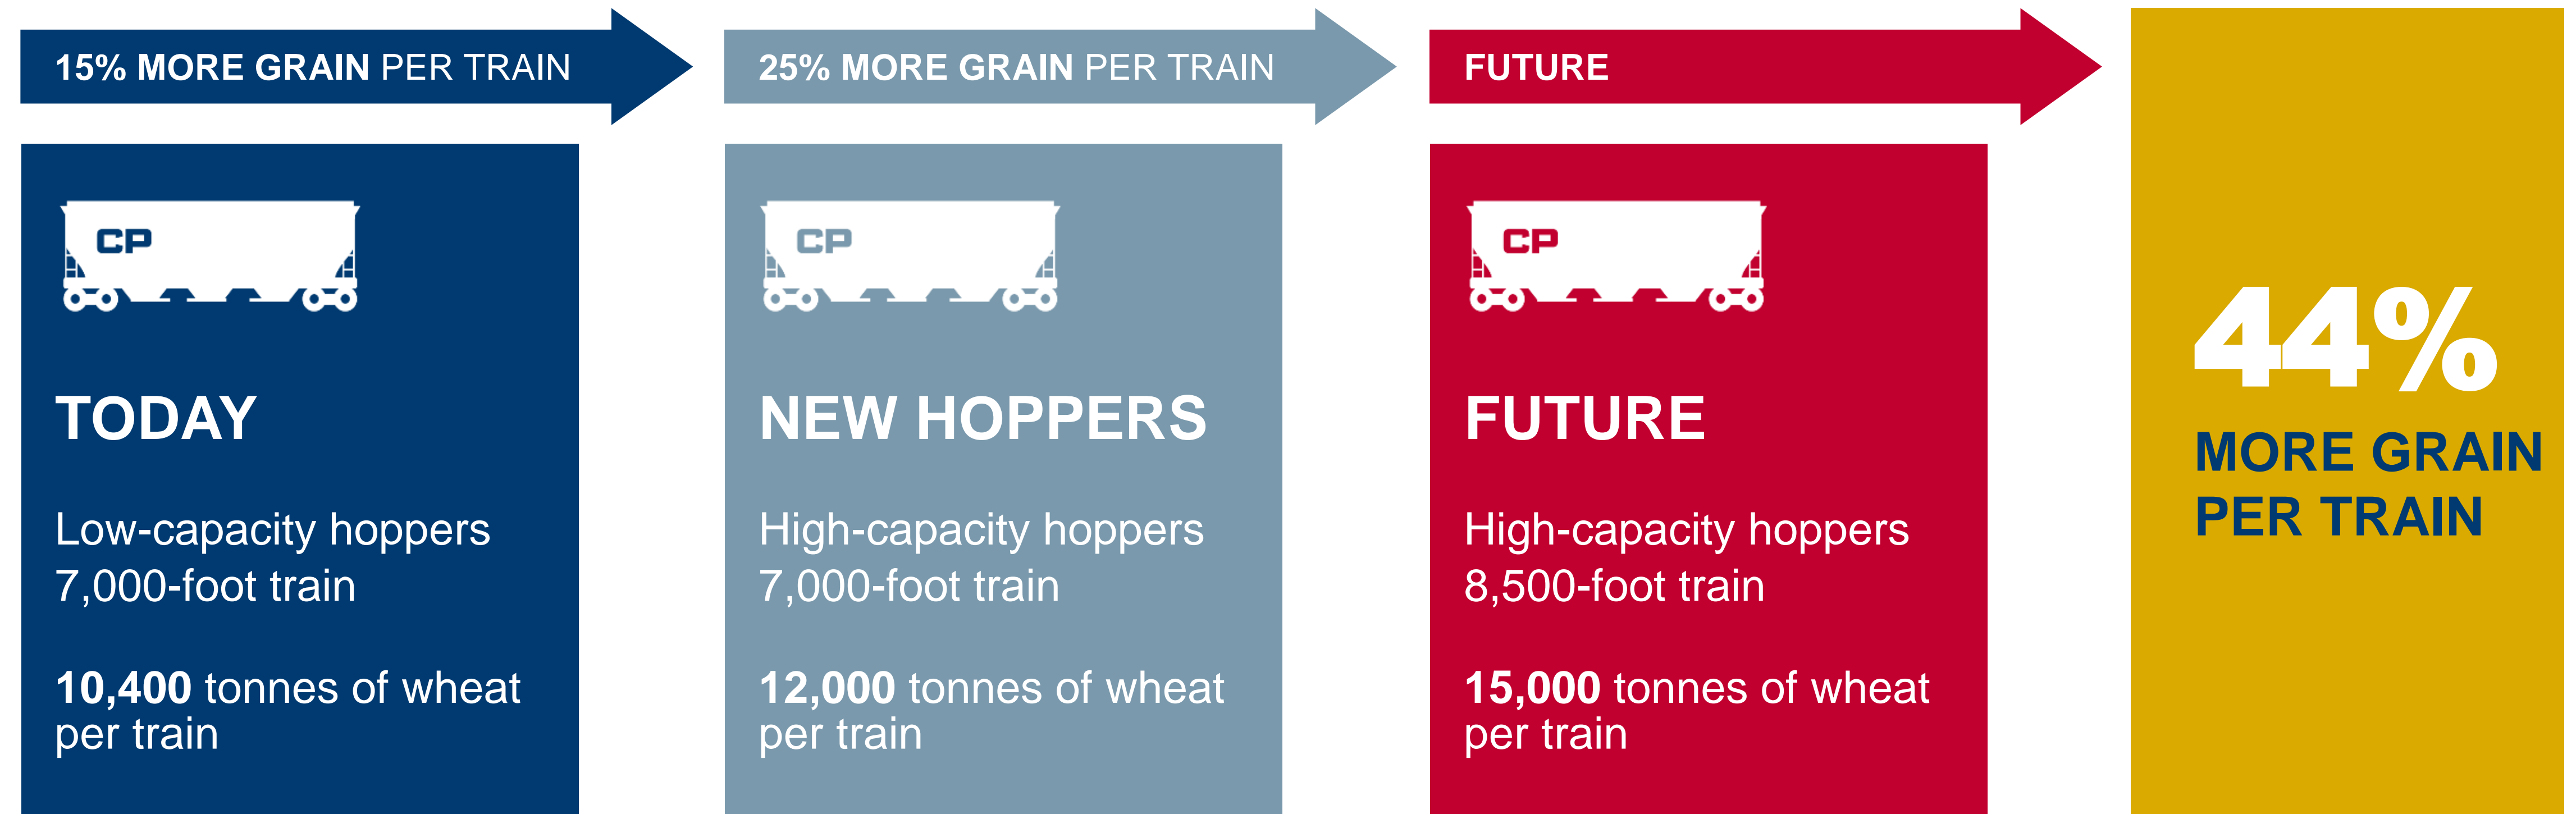 15% MORE GRAIN PER TRAIN
25% MORE GRAIN PER TRAIN
FUTURE
CP
TODAY
Low-capacity hoppers
7,000-foot train
10,400 tonnes of wheat
per train
CP
NEW HOPPERS
High-capacity hoppers
7,000-foot train
12,000 tonnes of wheat
per train
CP
FUTURE
High-capacity hoppers
8,500-foot train
15,000 tonnes of wheat
per train
44%
MORE GRAIN
PER TRAIN